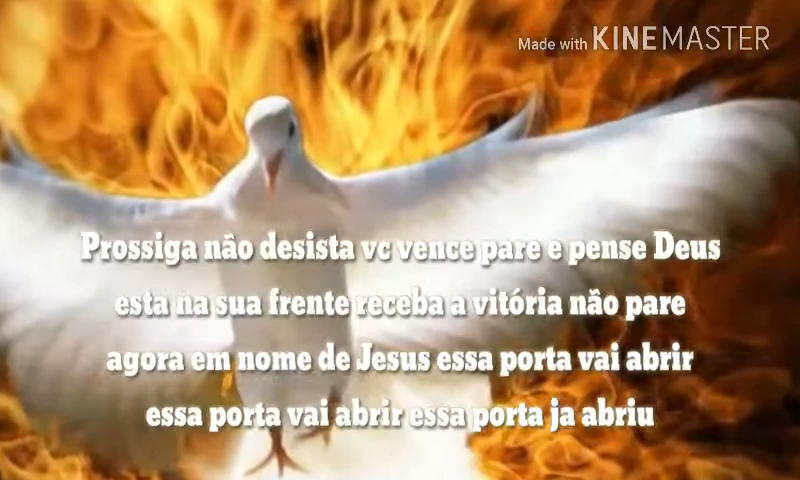 Made with KINEMASTER
Prossiga não desista vc vence pare e pense Deus
esta na sua frente receba a vitória não pare
agora em nome de Jesus essa porta vai abrir
essa porta vai abrir essa porta ja abriu